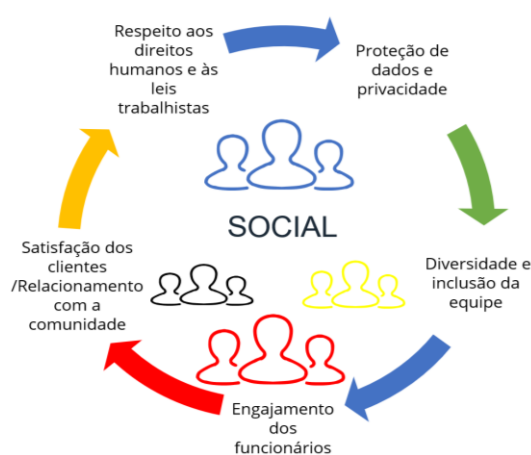 Respeito aos
direitos
humanos e às
leis
trabalhistas
Proteção de
dados e
privacidade
SOCIAL
Diversidade e
inclusão da
equipe
Engajamento
dos
funcionários
Satisfação dos
clientes
/Relacionamento
com a
comunidade